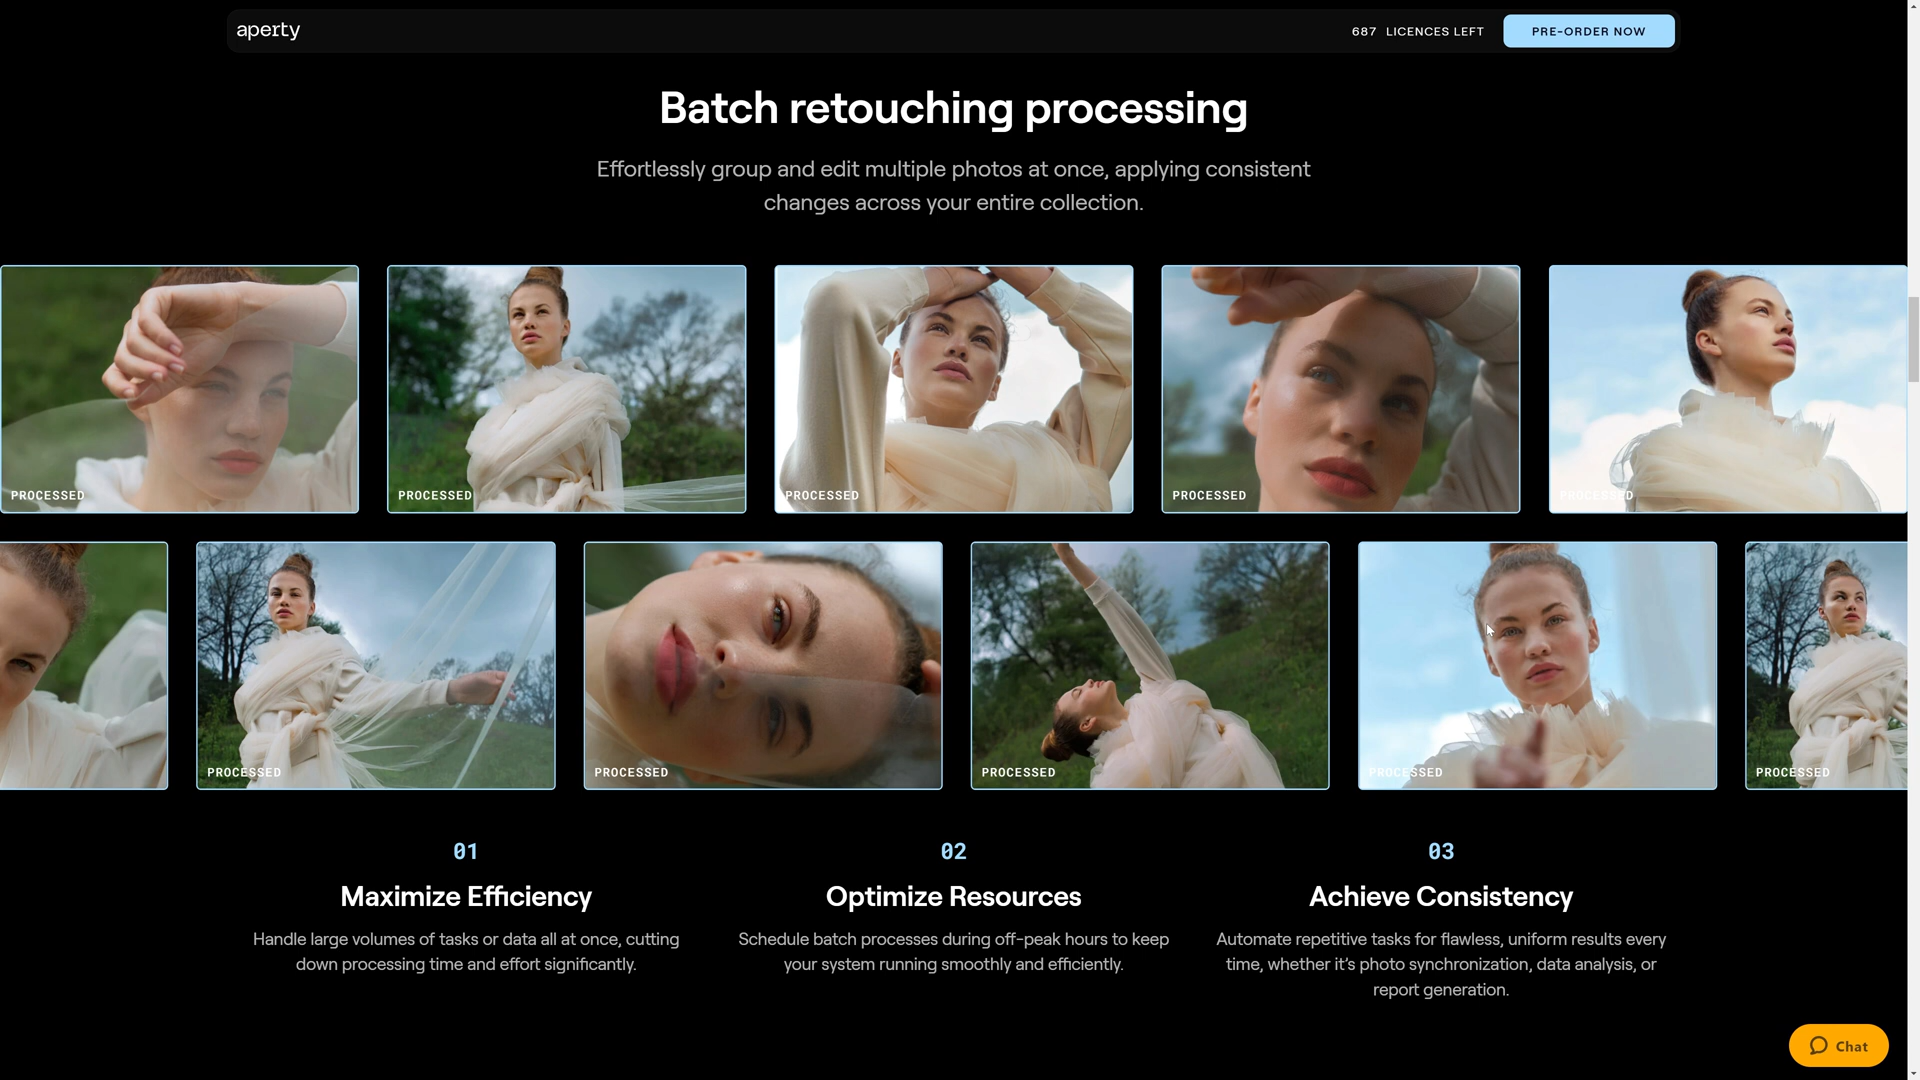 aperty
687 LICENCES LEFT
PRE-ORDER NOW
Batch retouching processing
Effortlessly group and edit multiple photos at once, applying consistent
changes across your entire collection.
PROCESSED
PROCESSED
PROCESSED
PROCESSED
PROCESSED
PROCESSED
PROCESSED
PROCESSED
PROCESSED
PROCESSED
01
Maximize Efficiency
Handle large volumes of tasks or data all at once, cutting
down processing time and effort significantly.
02
Optimize Resources
Schedule batch processes during off-peak hours to keep
your system running smoothly and efficiently.
03
Achieve Consistency
Automate repetitive tasks for flawless, uniform results every
time, whether it’s photo synchronization, data analysis, or
report generation.
Chat